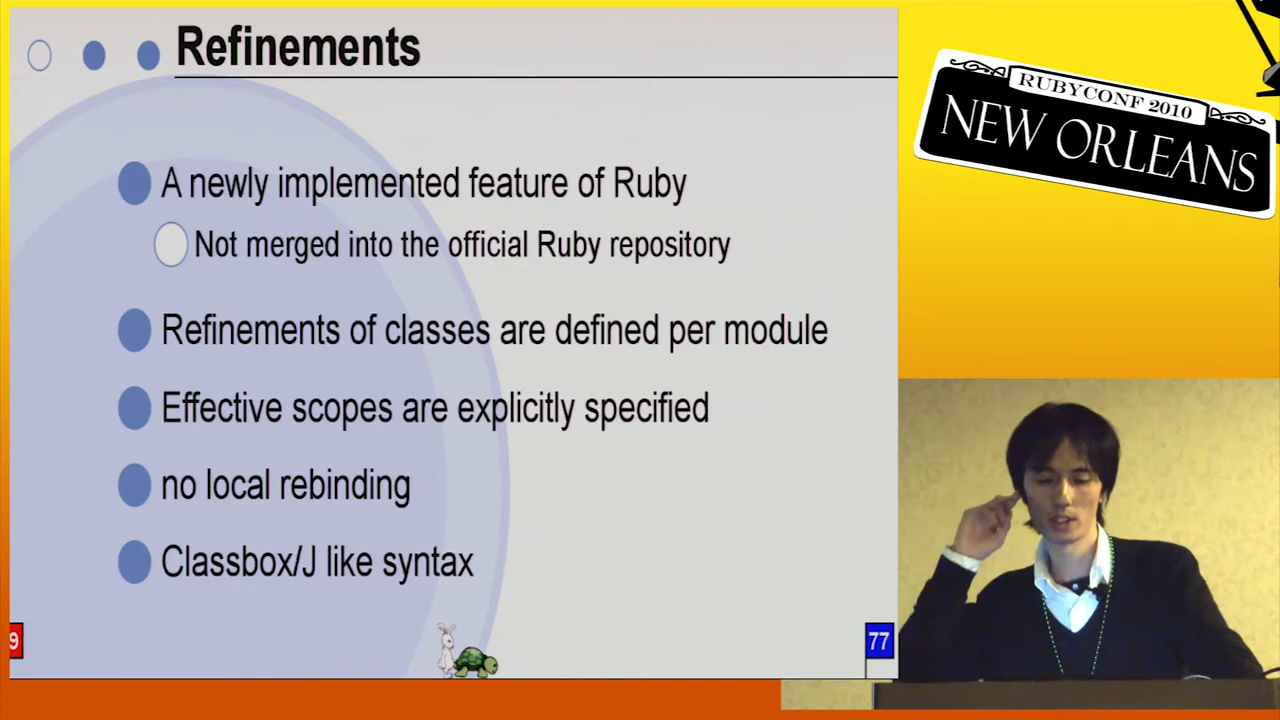 Refinements
A newly implemented feature of Ruby
Not merged into the official Ruby repository
Refinements of classes are defined per module
Effective scopes are explicitly specified
no local rebinding
Classbox/J like syntax
9
77
RUBYCONF 2010
NEW ORLEANS